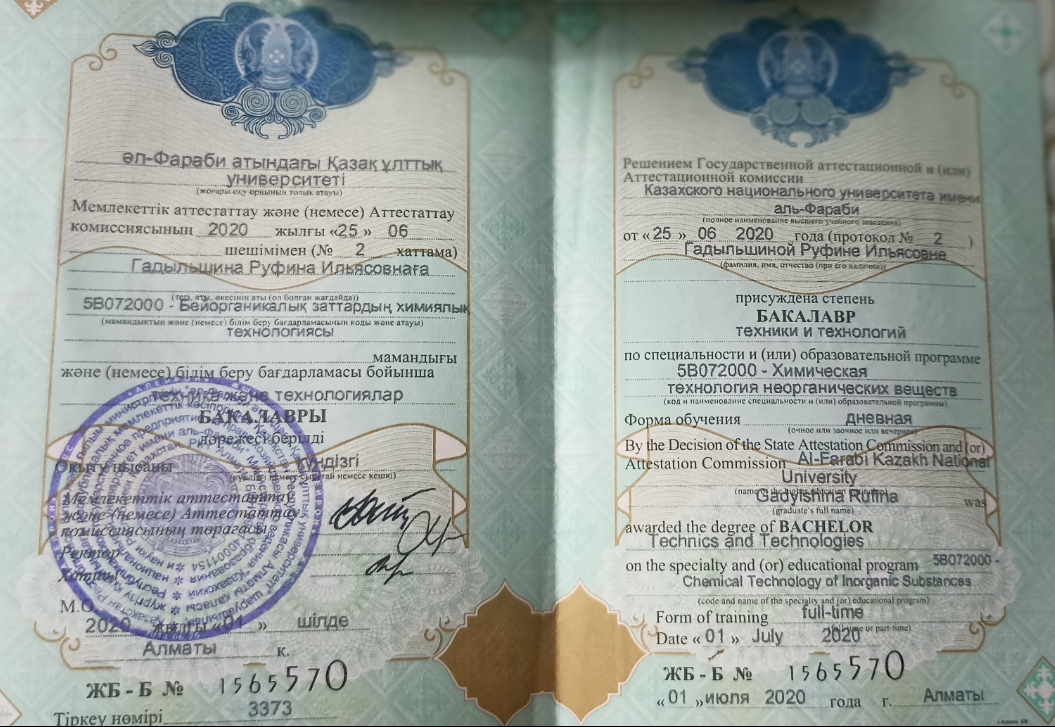 әл-Фараби атындағы Қазақ ұлттық
университеті
(жоғары оқу орнының толық атауы)
Мемлекеттік аттестаттау және (немесе) Аттестаттау
комиссиясының 2020 жылғы «25» 06
шешімімен (№ 2 хаттама)
Гадыльшина Руфина Ильясовнаға
(тегі, аты, әкесінің аты (ол болған жағдайда))
5В072000 - Бейорганикалық заттардың химиялық
(мамандықтың және (немесе) білім беру бағдарламасының коды және атауы)
технологиясы
мамандығы
және (немесе) білім беру бағдарламасы бойынша
техника және технологиялар
БАКАЛАВРЫ
дәрежесі берілді
Оқыту нысаны күндізгі
Мемлекеттік аттестаттау
және (немесе) Аттестаттау
комиссиясының төрағасы
Ректор
Хатшы
М.О.
2020 жылғы «01» шілде
Алматы қ.
ЖБ - Б № 1565570
Тіркеу нөмірі 3373
Решением Государственной аттестационной и (или)
Аттестационной комиссии
Казахского национального университета имени
аль-Фараби
(полное наименование высшего учебного заведения)
от «25» 06 2020 года (протокол № 2 )
Гадыльшиной Руфине Ильясовне
(фамилия, имя, отчество (при его наличии))
присуждена степень
БАКАЛАВР
техники и технологий
по специальности и (или) образовательной программе
5В072000 - Химическая
технология неорганических веществ
(код и наименование специальности и (или) образовательной программы)
Форма обучения дневная
(очное или заочное или вечернее)
By the Decision of the State Attestation Commission and (or)
Attestation Commission Al-Farabi Kazakh National
University
Gadylshina Rufina was
(graduate's full name)
awarded the degree of BACHELOR
Technics and Technologies
on the specialty and (or) educational program 5В072000 -
Chemical Technology of Inorganic Substances
(code and name of the specialty and (or) educational program)
Form of training full-time
(full-time or part-time)
Date «01» July 2020
ЖБ - Б № 1565570
«01» июля 2020 года г. Алматы